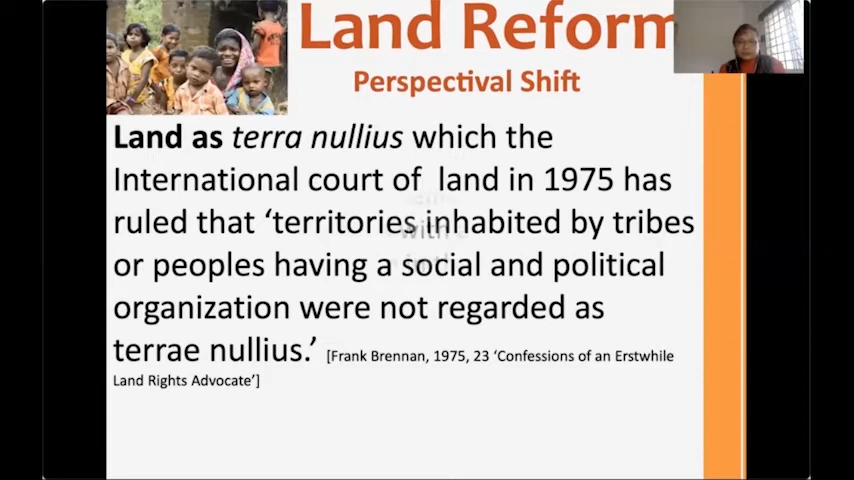 Land Reform
Perspectival Shift
Land as terra nullius which the
International court of land in 1975 has
ruled that ‘territories inhabited by tribes
or peoples having a social and political
organization were not regarded as
terrae nullius.’ [Frank Brennan, 1975, 23 ‘Confessions of an Erstwhile
Land Rights Advocate’]
with